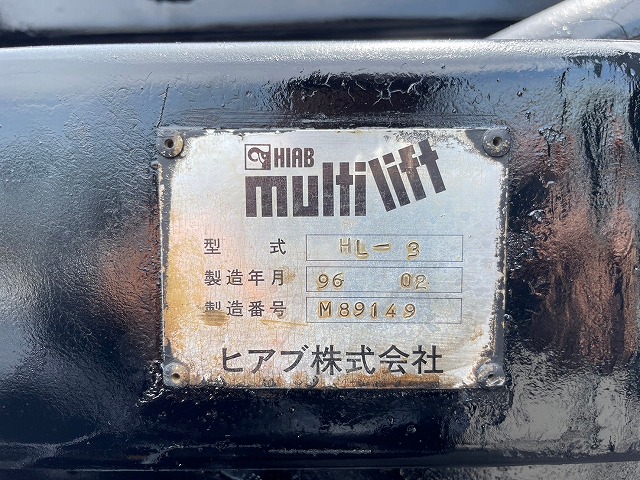 HIAB
multilift
型 式 HL-3
製造年月 96 02
製造番号 M89149
ヒアブ株式会社